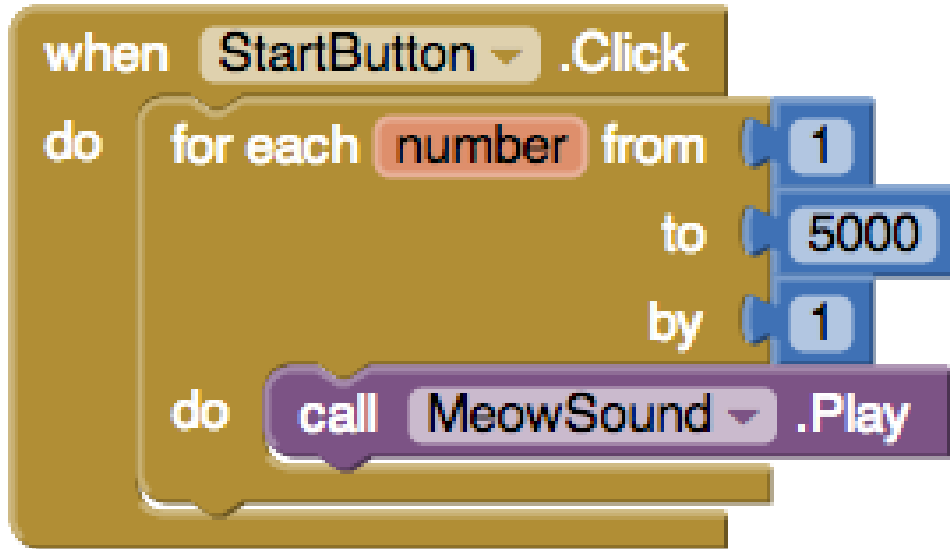 when StartButton .Click
do for each number from 1
to 5000
by 1
do call MeowSound .Play